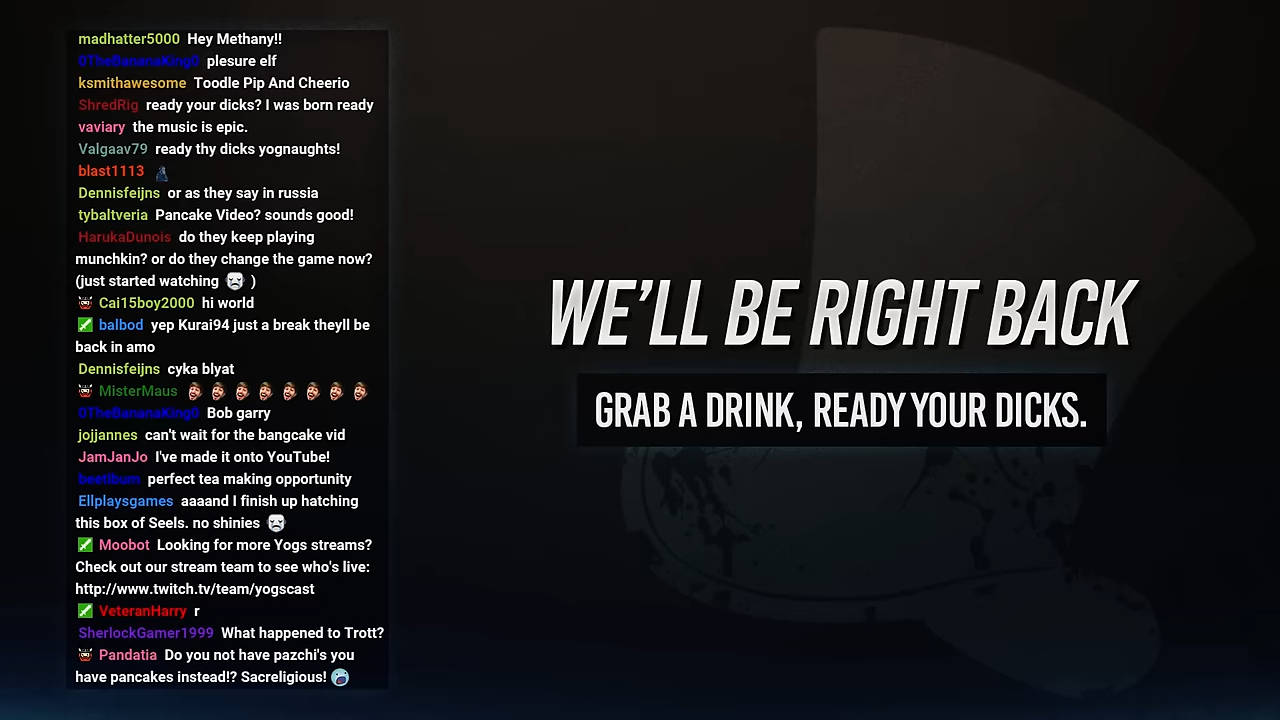 madhatter5000 Hey Methany!!
0TheBananaKing0 plesure elf
ksmithawesome Toodle Pip And Cheerio
ShredRig ready your dicks? I was born ready
vaviary the music is epic.
Valgaav79 ready thy dicks yognaughts!
blast1113
Dennisfeijns or as they say in russia
tybaltveria Pancake Video? sounds good!
HarukaDunois do they keep playing
munchkin? or do they change the game now?
(just started watching )
Cai15boy2000 hi world
balbod yep Kurai94 just a break theyll be
back in amo
Dennisfeijns cyka blyat
MisterMaus
0TheBananaKing0 Bob garry
jojjannes can't wait for the bangcake vid
JamJanJo I've made it onto YouTube!
perfect tea making opportunity
Ellplaysgames aaaand I finish up hatching
this box of Seels. no shinies
Moobot Looking for more Yogs streams?
Check out our stream team to see who's live:
http://www.twitch.tv/team/yogscast
VeteranHarry r
SherlockGamer1999 What happened to Trott?
Pandatia Do you not have pazchi's you
have pancakes instead!? Sacreligious!
WE'LL BE RIGHT BACK
GRAB A DRINK, READY YOUR DICKS.